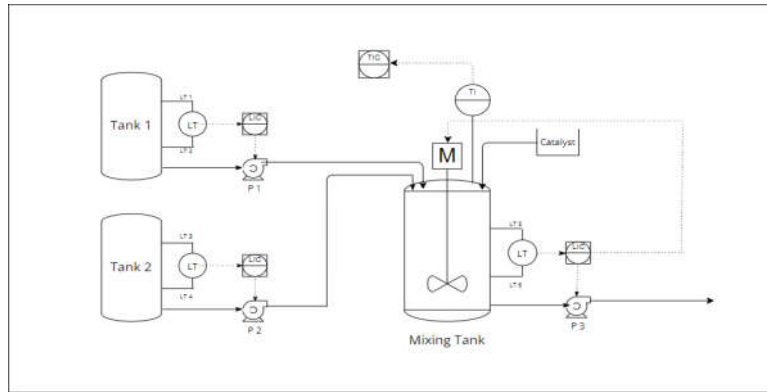 TIC
TI
LT 1
Tank 1
LT
LIC
LT 2
P 1
M
Catalyst
LT 3
Tank 2
LT
LIC
LT 4
P 2
LT 5
LT
LIC
LT 6
P 3
Mixing Tank